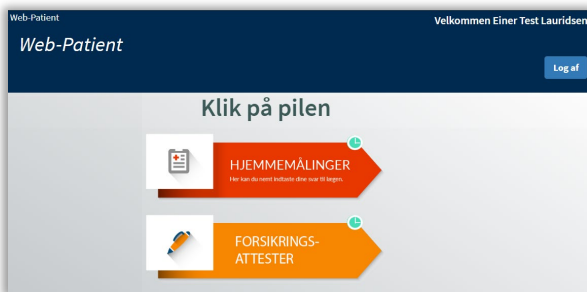 Web-Patient
Velkommen Einer Test Lauridsen
Web-Patient
Log af
Klik på pilen
HJEMMEMÅLINGER
Her kan du nemt indtaste dine svar til lægen.
FORSIKRINGS-
ATTESTER